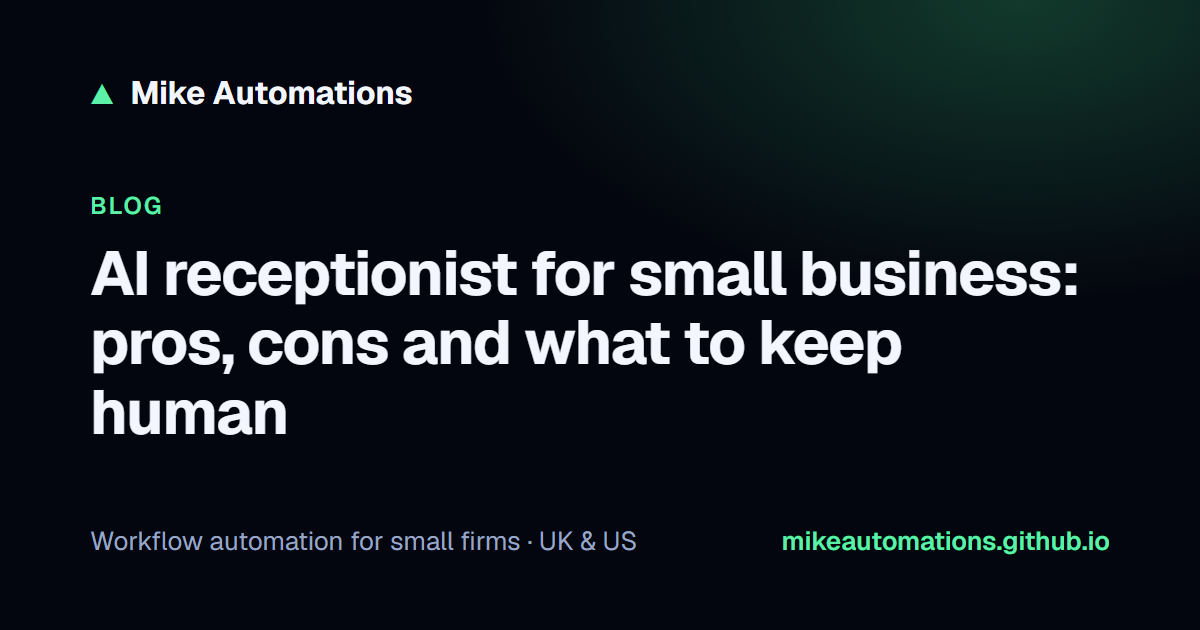 Mike Automations
BLOG
AI receptionist for small business:
pros, cons and what to keep
human
Workflow automation for small firms · UK & US
mikeautomations.github.io